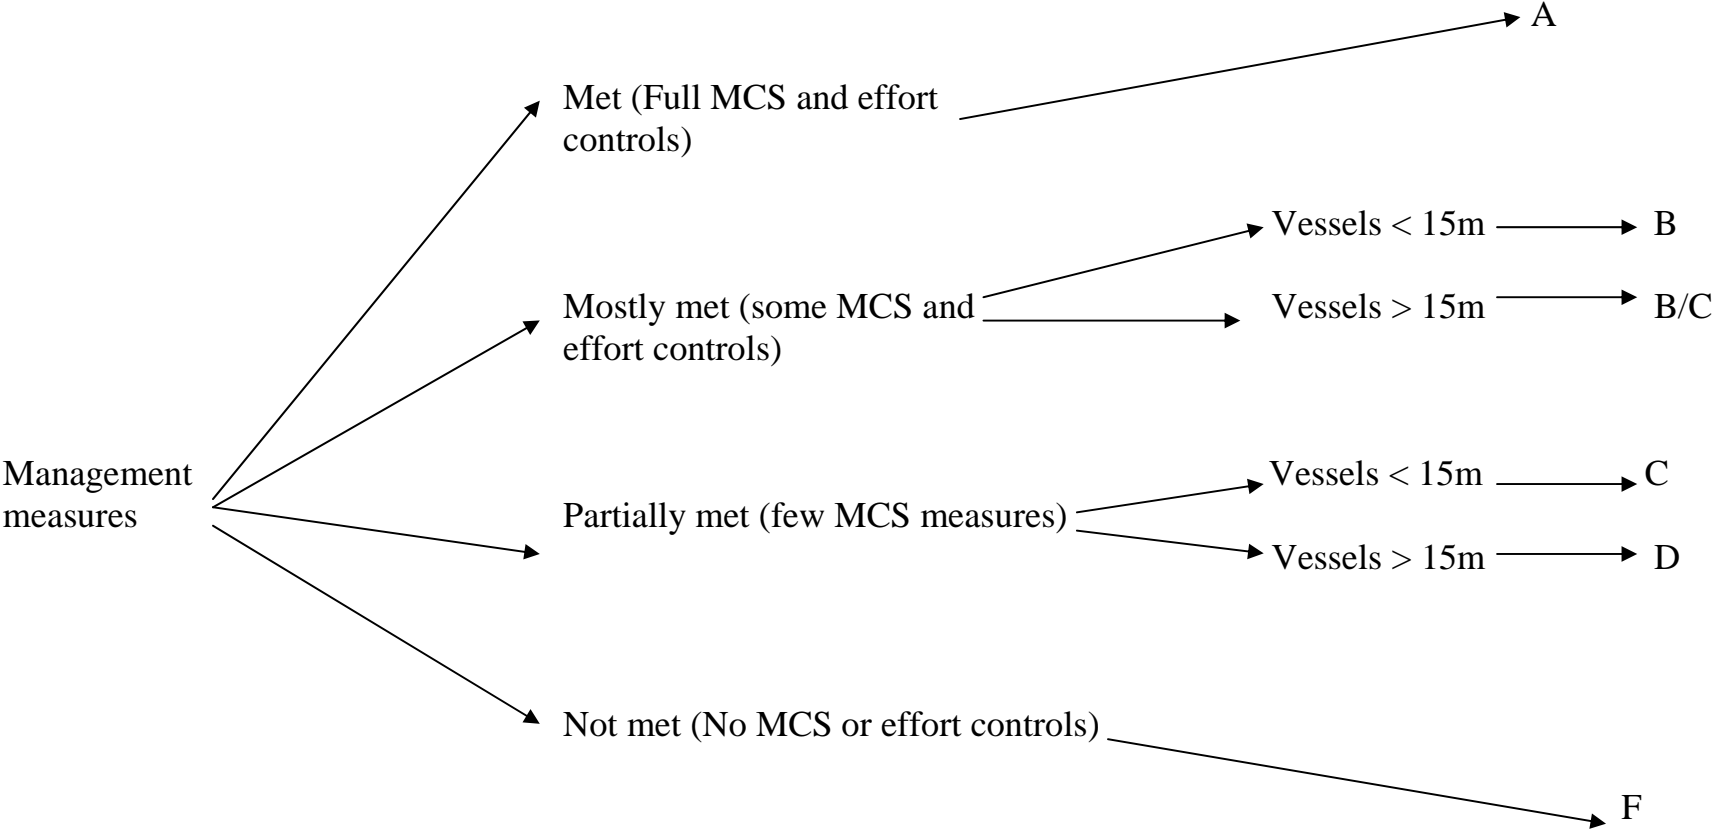 A
Met (Full MCS and effort
controls)
Vessels < 15m
B
Mostly met (some MCS and
effort controls)
Vessels > 15m
B/C
Management
measures
Partially met (few MCS measures)
Vessels < 15m
C
Vessels > 15m
D
Not met (No MCS or effort controls)
F